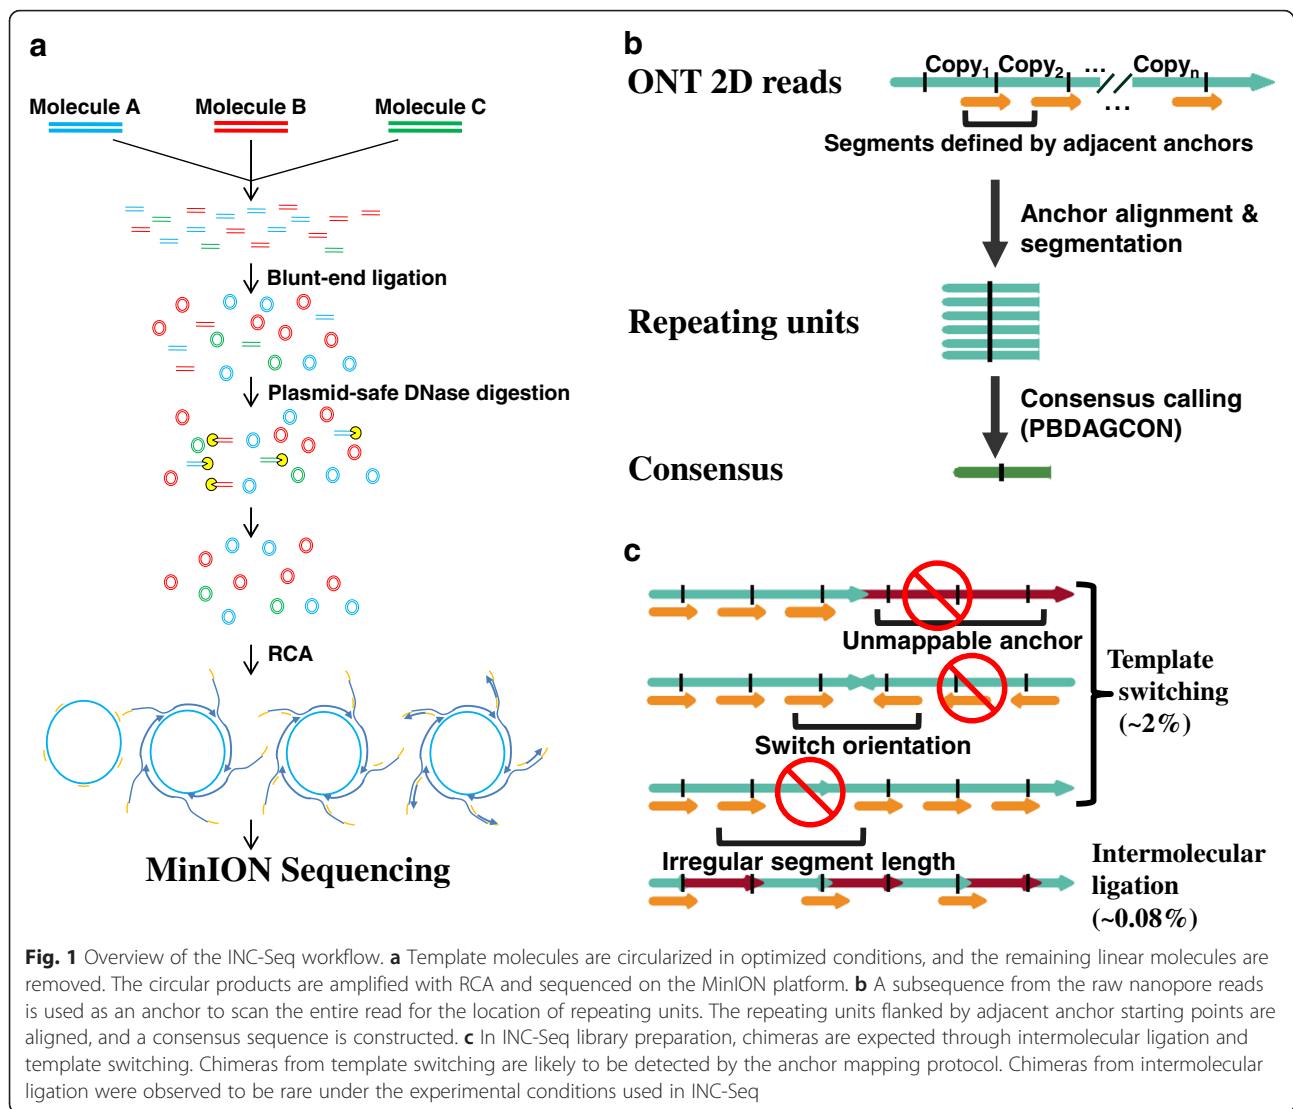 a
Molecule A
Molecule B
Molecule C
Blunt-end ligation
Plasmid-safe DNase digestion
RCA
MinION Sequencing
b
ONT 2D reads
Copy1 Copy2 ... Copyn
...
Segments defined by adjacent anchors
Anchor alignment &
segmentation
Repeating units
Consensus calling
(PBDAGCON)
Consensus
c
Unmappable anchor
Switch orientation
Irregular segment length
Template
switching
(~2%)
Intermolecular
ligation
(~0.08%)
Fig. 1 Overview of the INC-Seq workflow. a Template molecules are circularized in optimized conditions, and the remaining linear molecules are
removed. The circular products are amplified with RCA and sequenced on the MinION platform. b A subsequence from the raw nanopore reads
is used as an anchor to scan the entire read for the location of repeating units. The repeating units flanked by adjacent anchor starting points are
aligned, and a consensus sequence is constructed. c In INC-Seq library preparation, chimeras are expected through intermolecular ligation and
template switching. Chimeras from template switching are likely to be detected by the anchor mapping protocol. Chimeras from intermolecular
ligation were observed to be rare under the experimental conditions used in INC-Seq